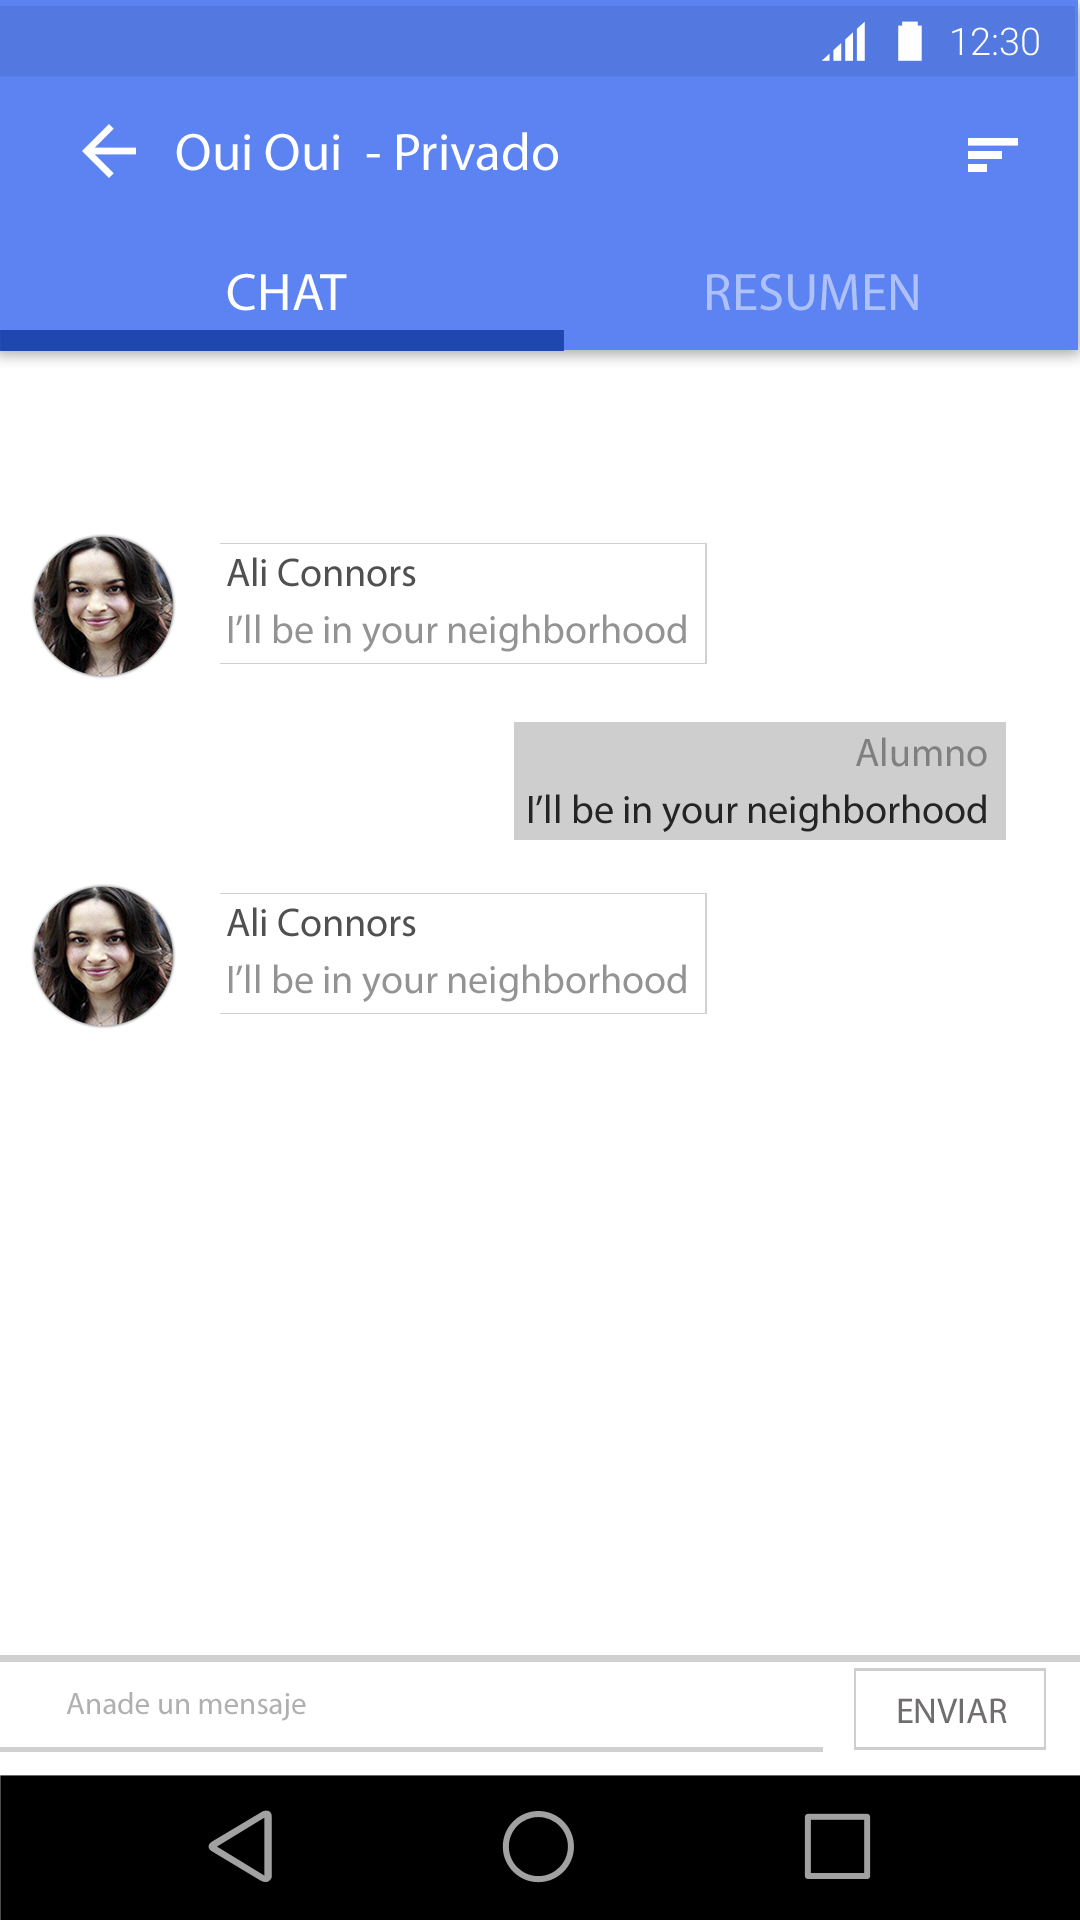 12:30
Oui Oui  - Privado
CHAT
RESUMEN
Ali Connors
I’ll be in your neighborhood
Alumno
I’ll be in your neighborhood
Ali Connors
I’ll be in your neighborhood
Anade un mensaje
ENVIAR